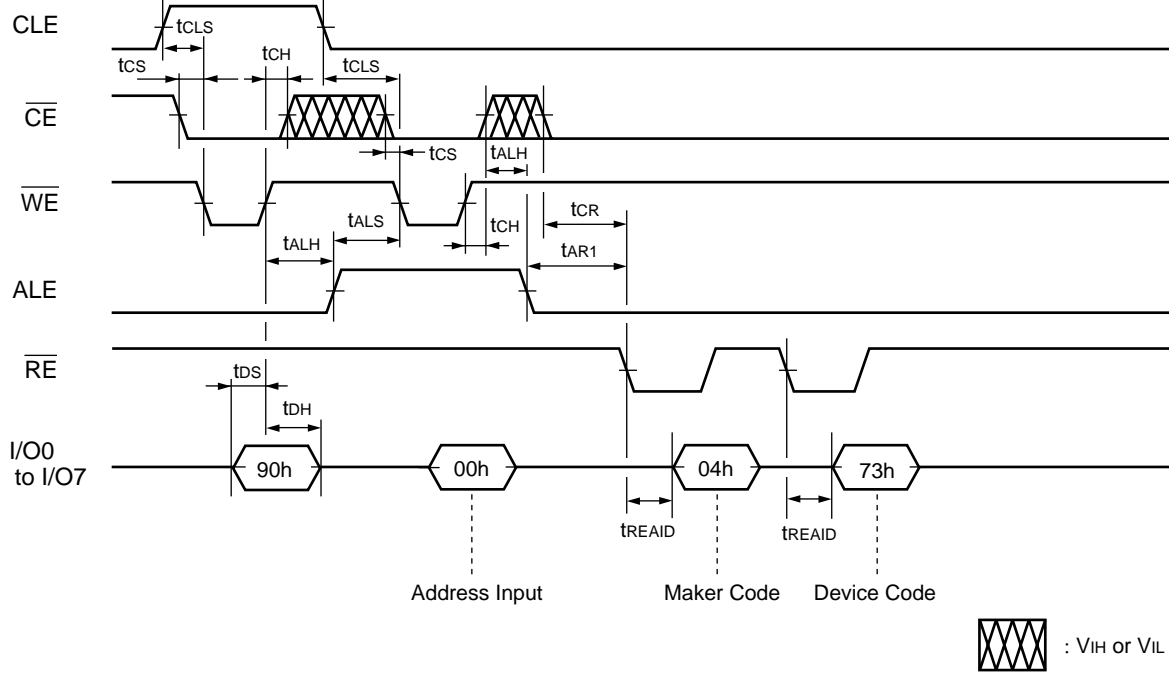 CLE
tCLS
tCS
tCH
tCLS
CE
tCS
tALH
WE
tALS
tCH
tCR
tALH
tAR1
ALE
RE
tDS
tDH
I/O0
to I/O7
90h
00h
04h
73h
tREAID
tREAID
Address Input
Maker Code
Device Code
: VIH or VIL